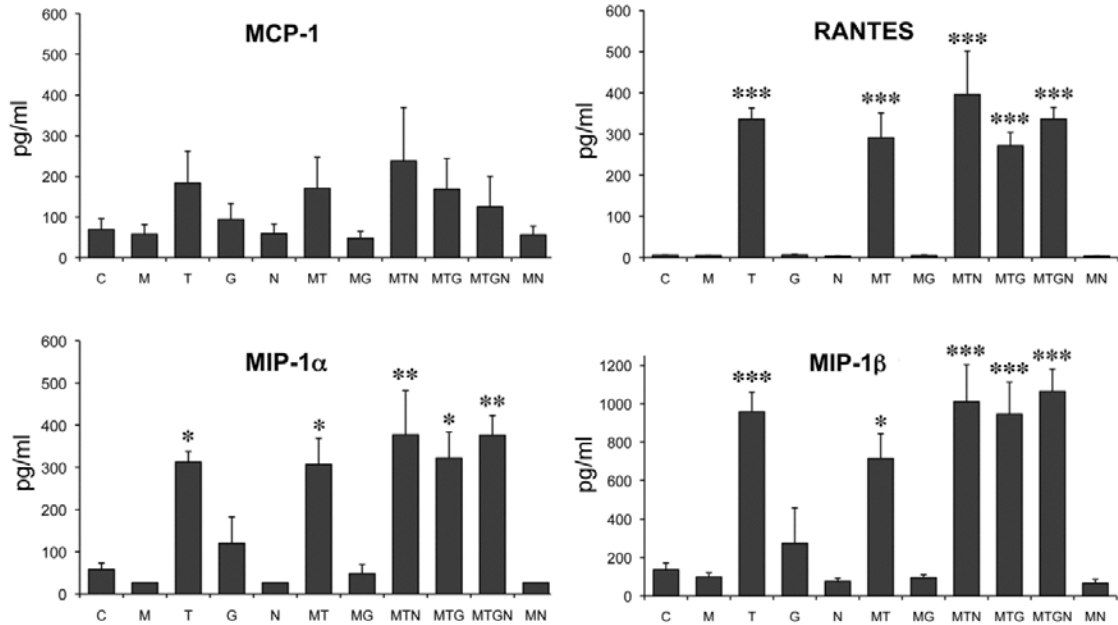 MCP-1
600
500
400
300
200
100
0
pg/ml
C M T G N MT MG MTN MTG MTGN MN
RANTES
600
500
400
300
200
100
0
*** *** *** *** ***
C M T G N MT MG MTN MTG MTGN MN
MIP-1α
600
500
400
300
200
100
0
pg/ml
* * ** * **
C M T G N MT MG MTN MTG MTGN MN
MIP-1β
1200
1000
800
600
400
200
0
pg/ml
*** * *** *** ***
C M T G N MT MG MTN MTG MTGN MN